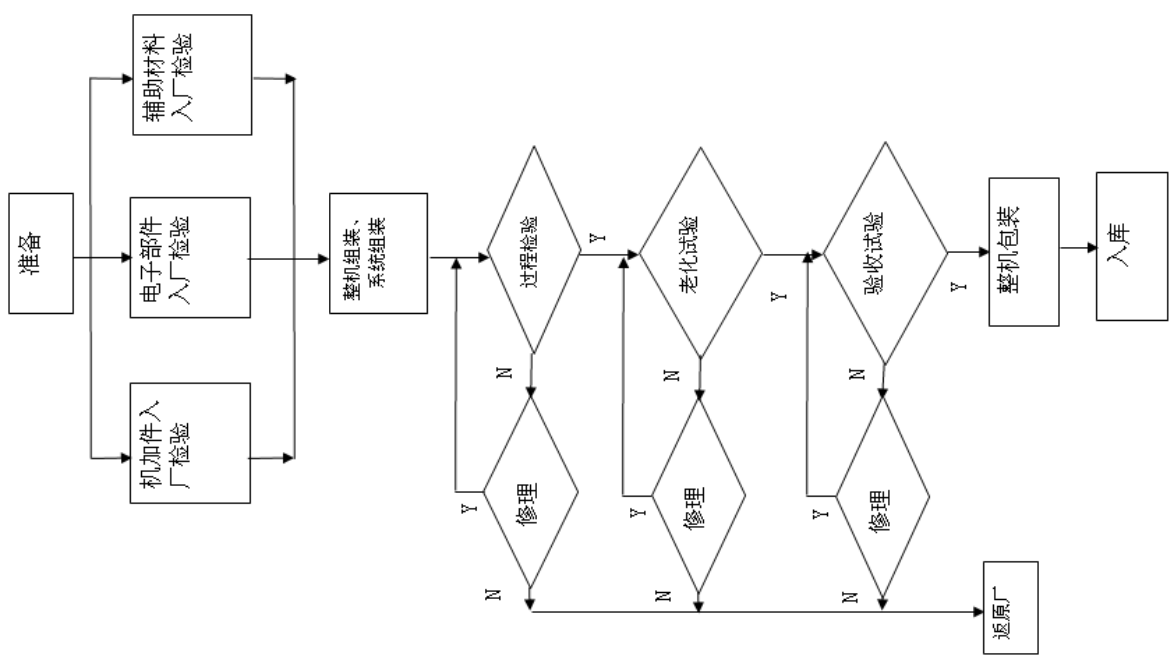 准备
机加件入
厂检验
电子部件
入厂检验
辅助材料
入厂检验
整机组装、
系统组装
过程检验
Y
N
修理
Y
N
老化试验
Y
N
修理
Y
N
验收试验
Y
N
修理
Y
N
整机包装
入库
返原厂